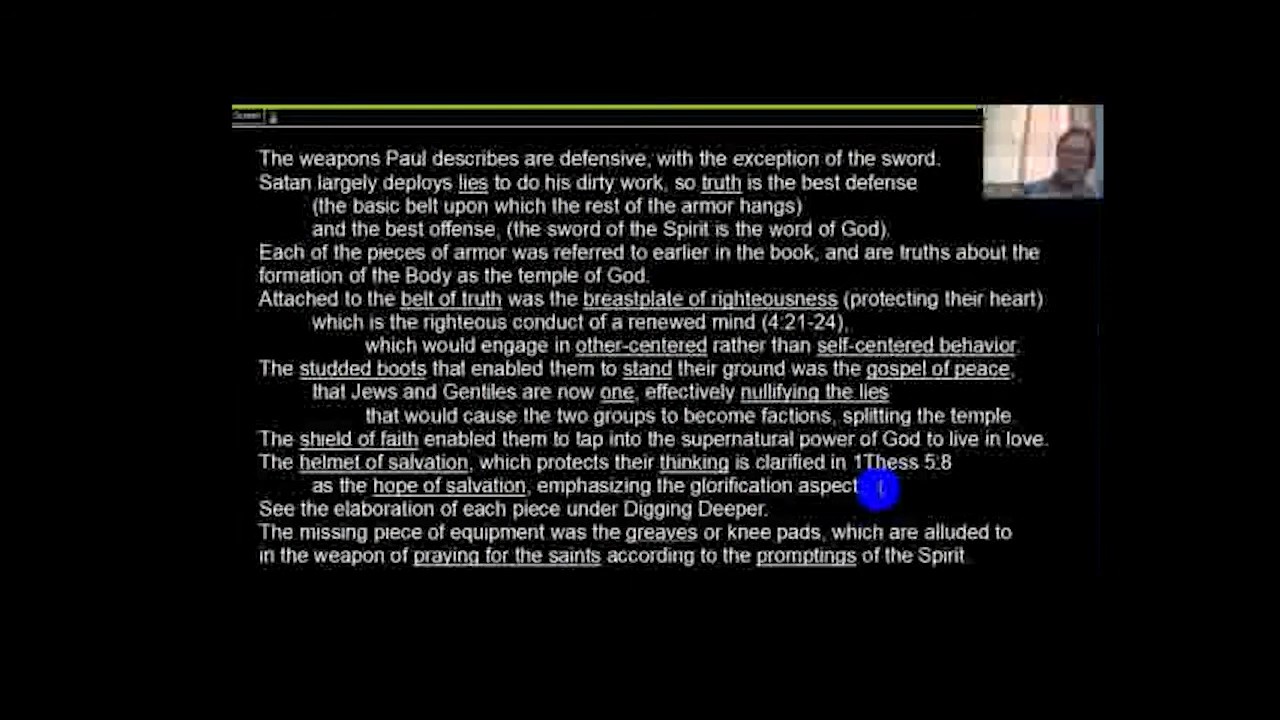 Screen
The weapons Paul describes are defensive, with the exception of the sword.
Satan largely deploys lies to do his dirty work, so truth is the best defense
(the basic belt upon which the rest of the armor hangs)
and the best offense, (the sword of the Spirit is the word of God).
Each of the pieces of armor was referred to earlier in the book, and are truths about the
formation of the Body as the temple of God.
Attached to the belt of truth was the breastplate of righteousness (protecting their heart)
which is the righteous conduct of a renewed mind (4:21-24),
which would engage in other-centered rather than self-centered behavior.
The studded boots that enabled them to stand their ground was the gospel of peace,
that Jews and Gentiles are now one, effectively nullifying the lies
that would cause the two groups to become factions, splitting the temple.
The shield of faith enabled them to tap into the supernatural power of God to live in love.
The helmet of salvation, which protects their thinking is clarified in 1Thess 5:8
as the hope of salvation, emphasizing the glorification aspect
See the elaboration of each piece under Digging Deeper.
The missing piece of equipment was the greaves or knee pads, which are alluded to
in the weapon of praying for the saints according to the promptings of the Spirit